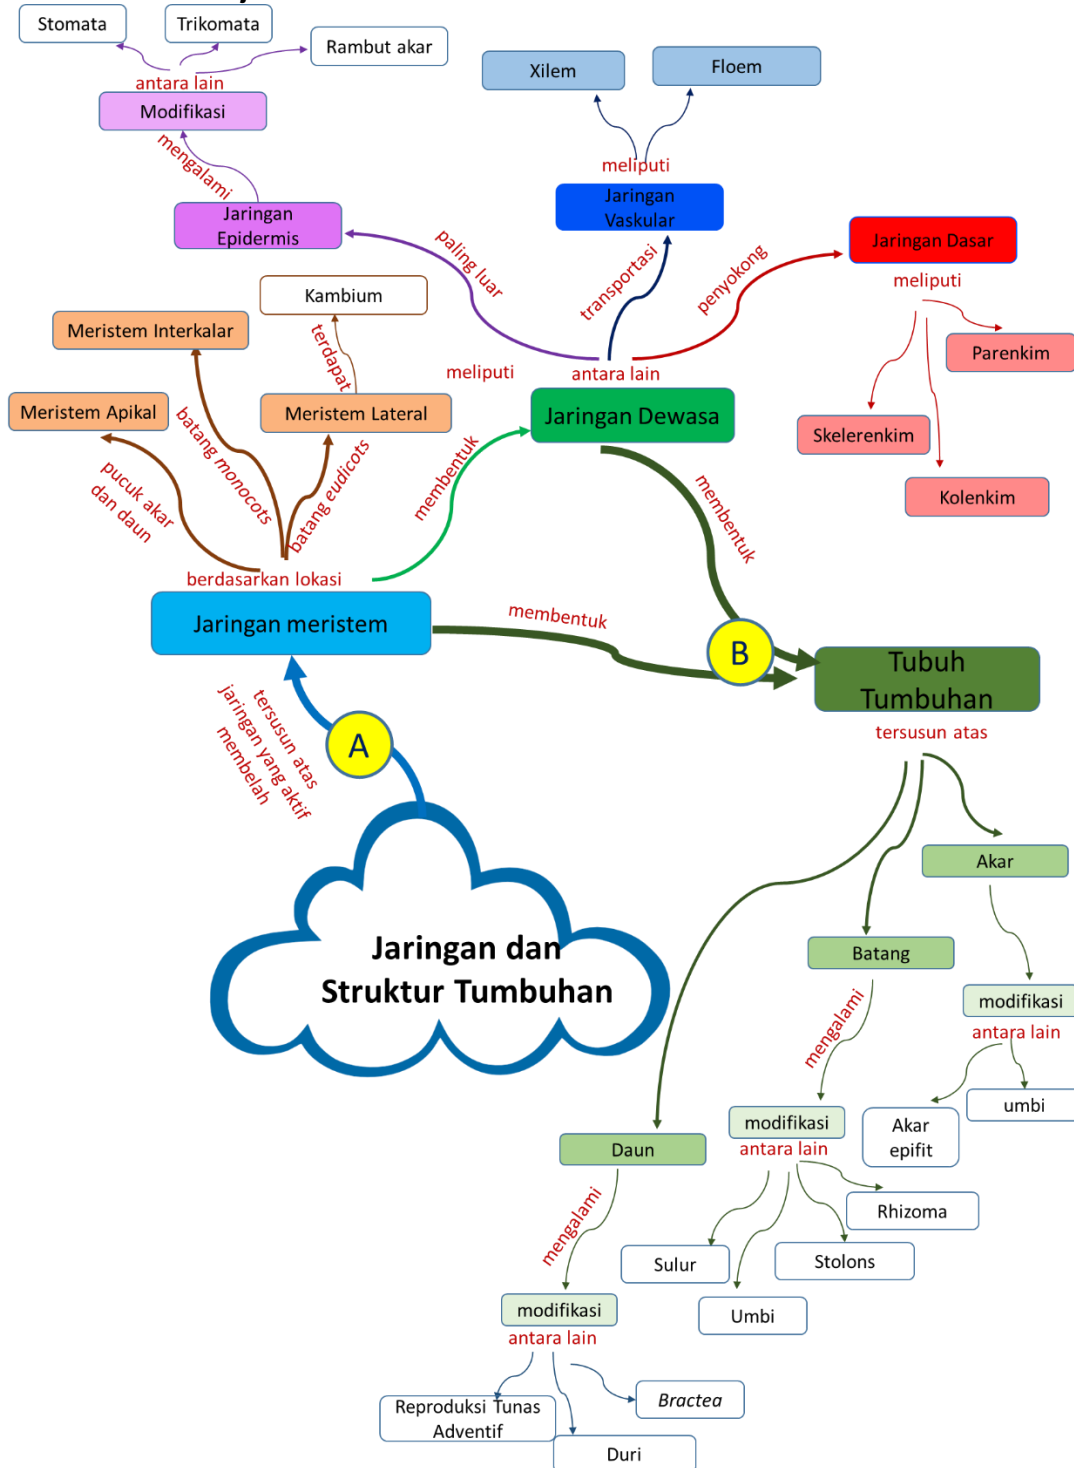 Stomata
Trikomata
Rambut akar
antara lain
Modifikasi
mengalami
Jaringan
Epidermis
Xilem
Floem
meliputi
Jaringan
Vaskular
Jaringan Dasar
meliputi
Parenkim
Skelerenkim
Kolenkim
paling luar
transportasi
penyokong
Kambium
Meristem Interkalar
terdapat
meliputi
antara lain
Meristem Apikal
Meristem Lateral
Jaringan Dewasa
pucuk akar
dan daun
batang monocots
batang eudicots
membentuk
membentuk
berdasarkan lokasi
Jaringan meristem
membentuk
B
Tubuh
Tumbuhan
tersusun atas
tersusun atas
jaringan yang aktif
membelah
A
Jaringan dan
Struktur Tumbuhan
Akar
Batang
modifikasi
antara lain
mengalami
umbi
Akar
epifit
modifikasi
antara lain
Daun
Rhizoma
mengalami
Sulur
Stolons
Umbi
modifikasi
antara lain
Reproduksi Tunas
Adventif
Bractea
Duri